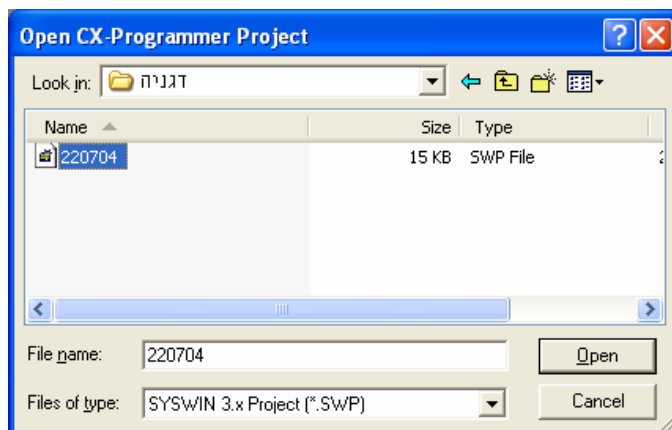 Open CX-Programmer Project
Look in: דגניה
Name Size Type
220704 15 KB SWP File
File name: 220704 Open
Files of type: SYSWIN 3.x Project (*.SWP) Cancel